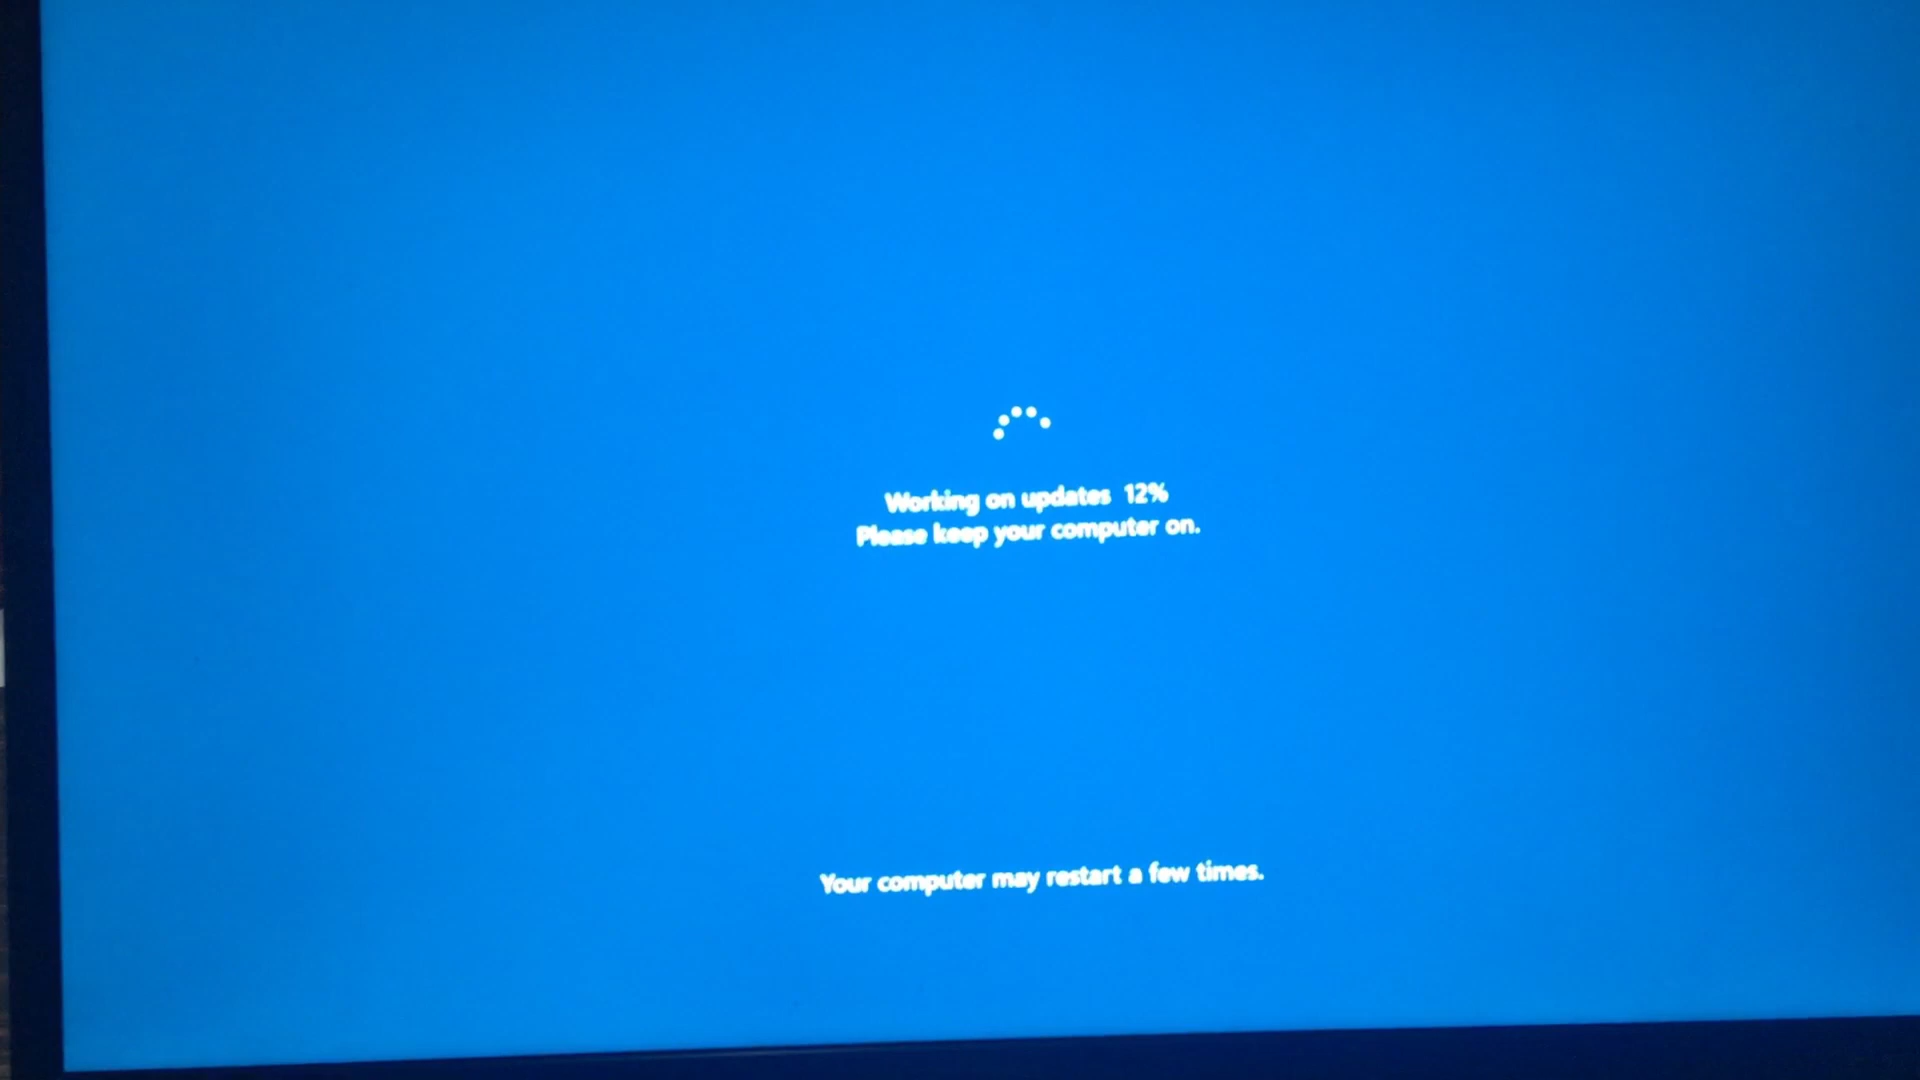 Working on updates 12%
Please keep your computer on.
Your computer may restart a few times.